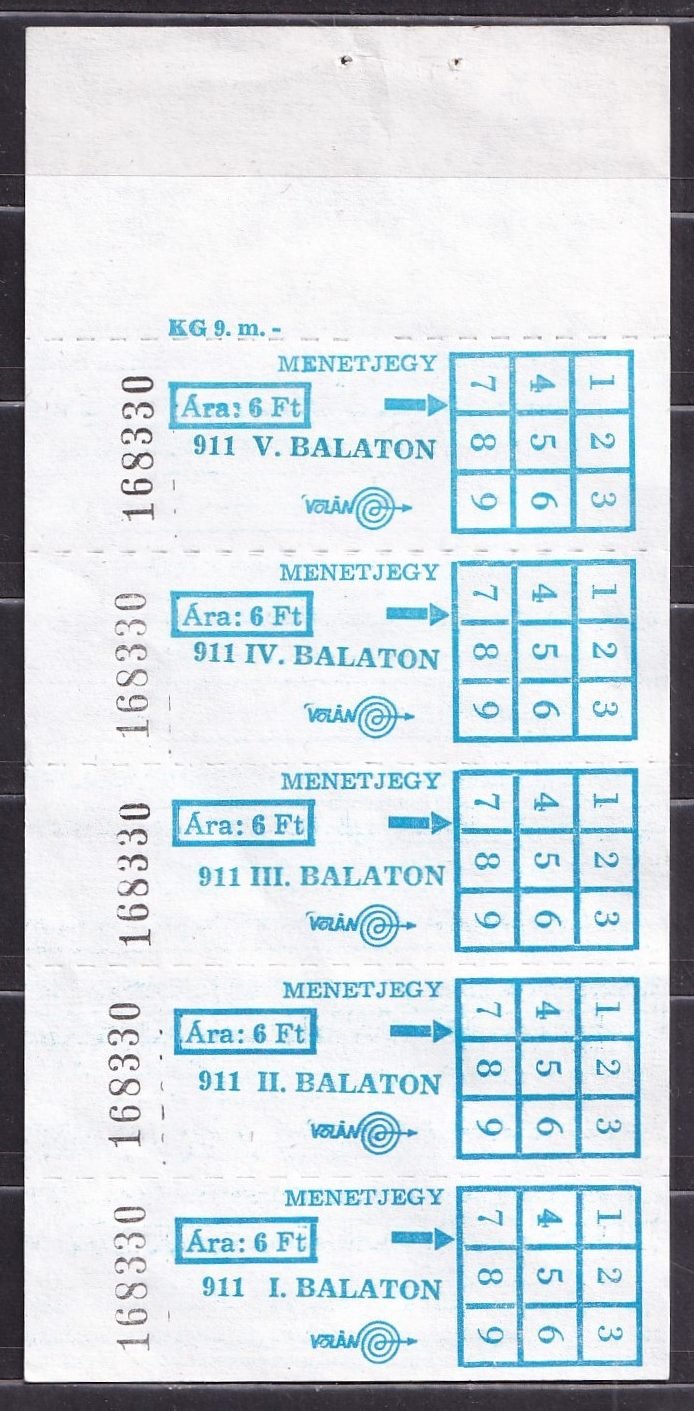 KG 9. m. -
168330
MENETJEGY
Ára: 6 Ft
911 V. BALATON
VOLÁN
7 4 1
8 5 2
9 6 3
168330
MENETJEGY
Ára: 6 Ft
911 IV. BALATON
VOLÁN
7 4 1
8 5 2
9 6 3
168330
MENETJEGY
Ára: 6 Ft
911 III. BALATON
VOLÁN
7 4 1
8 5 2
9 6 3
168330
MENETJEGY
Ára: 6 Ft
911 II. BALATON
VOLÁN
7 4 1
8 5 2
9 6 3
168330
MENETJEGY
Ára: 6 Ft
911 I. BALATON
VOLÁN
7 4 1
8 5 2
9 6 3